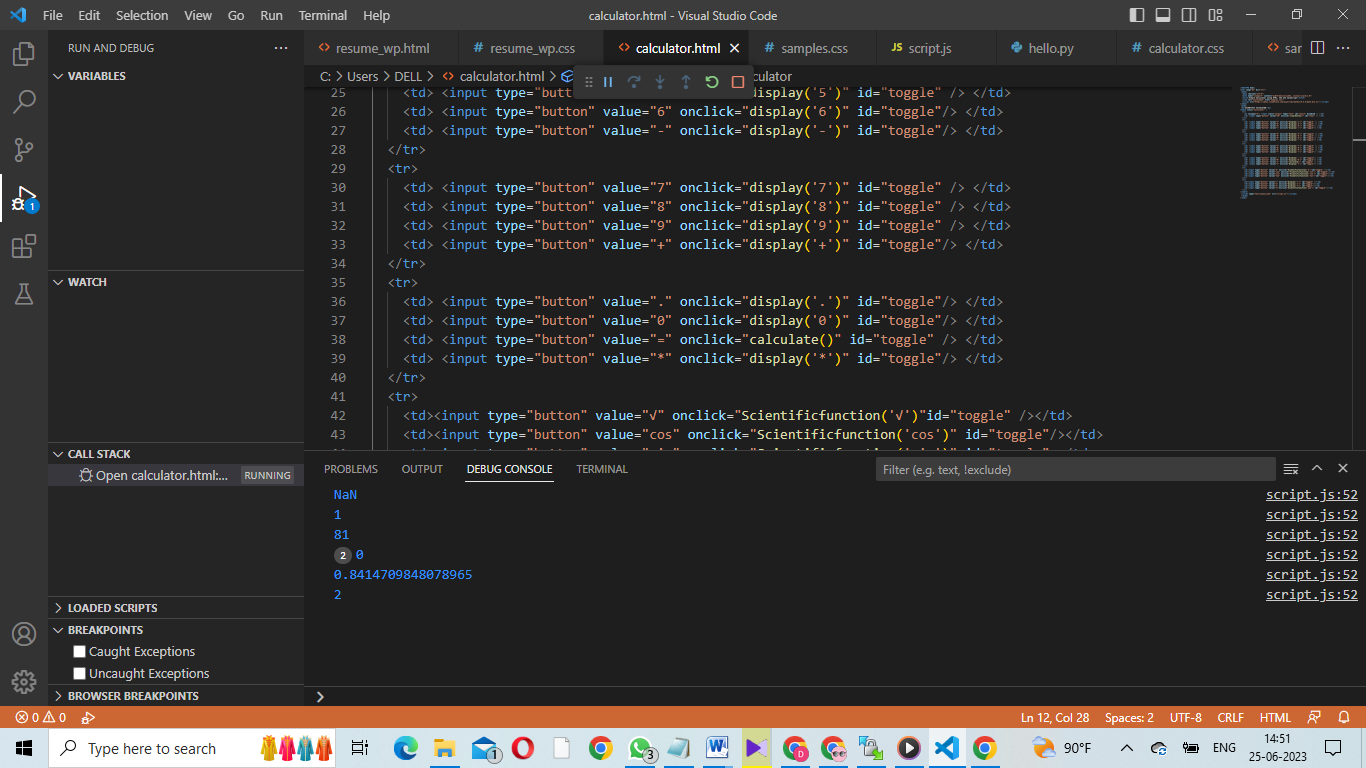 File Edit Selection View Go Run Terminal Help calculator.html - Visual Studio Code
RUN AND DEBUG ···
resume_wp.html # resume_wp.css calculator.html # samples.css JS script.js hello.py # calculator.css sar
VARIABLES
C: > Users > DELL > calculator.html >
25 <td> <input type="button" display('5')" id="toggle" /> </td>
26 <td> <input type="button" value="6" onclick="display('6')" id="toggle"/> </td>
27 <td> <input type="button" value="-" onclick="display('-')" id="toggle"/> </td>
28 </tr>
29 <tr>
30 <td> <input type="button" value="7" onclick="display('7')" id="toggle" /> </td>
31 <td> <input type="button" value="8" onclick="display('8')" id="toggle" /> </td>
32 <td> <input type="button" value="9" onclick="display('9')" id="toggle" /> </td>
33 <td> <input type="button" value="+" onclick="display('+')" id="toggle"/> </td>
34 </tr>
35 <tr>
36 <td> <input type="button" value="." onclick="display('.')" id="toggle"/> </td>
37 <td> <input type="button" value="0" onclick="display('0')" id="toggle"/> </td>
38 <td> <input type="button" value="=" onclick="calculate()" id="toggle" /> </td>
39 <td> <input type="button" value="*" onclick="display('*')" id="toggle"/> </td>
40 </tr>
41 <tr>
42 <td><input type="button" value="√" onclick="Scientificfunction('√')"id="toggle" /></td>
43 <td><input type="button" value="cos" onclick="Scientificfunction('cos')" id="toggle"/></td>
WATCH
CALL STACK
Open calculator.html:... RUNNING
LOADED SCRIPTS
BREAKPOINTS
Caught Exceptions
Uncaught Exceptions
BROWSER BREAKPOINTS
PROBLEMS OUTPUT DEBUG CONSOLE TERMINAL Filter (e.g. text, !exclude)
NaN script.js:52
1 script.js:52
81 script.js:52
2 0 script.js:52
0.8414709848078965 script.js:52
2 script.js:52
>
1
0 0 Ln 12, Col 28 Spaces: 2 UTF-8 CRLF HTML
Type here to search 1 3 D 90°F ENG 14:51
25-06-2023